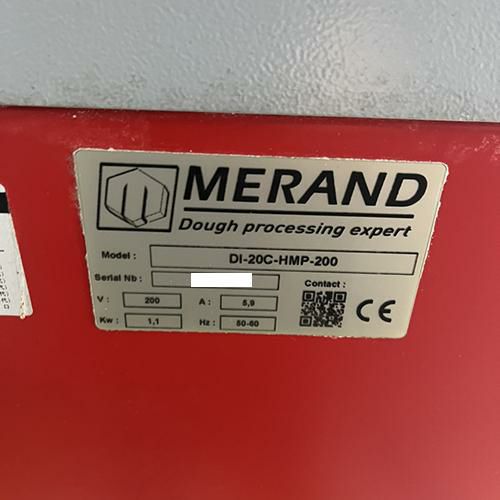 MERAND
Dough processing expert
Model : DI-20C-HMP-200
Serial Nb :
Contact :
V : 200 A : 5,9
Kw : 1,1 Hz : 50-60
CE